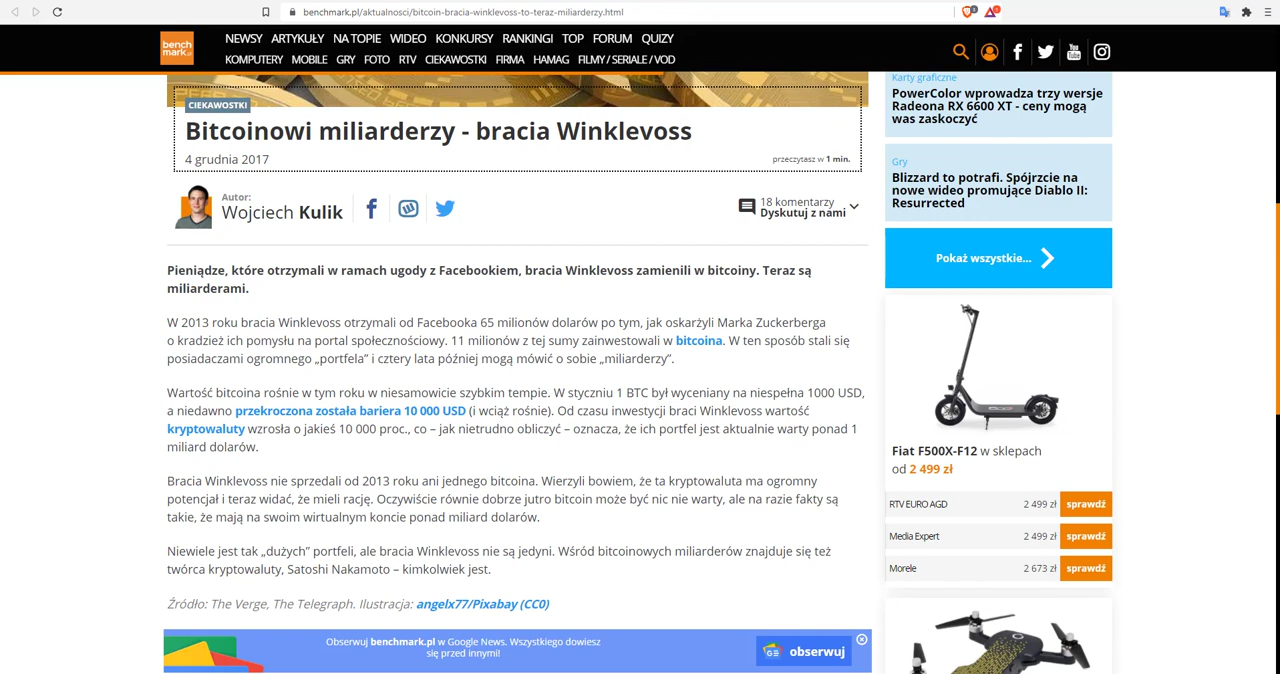 benchmark.pl/aktualnosci/bitcoin-bracia-winklevoss-to-teraz-miliarderzy.html
bench
mark.pl
NEWSY ARTYKUŁY NA TOPIE WIDEO KONKURSY RANKINGI TOP FORUM QUIZY
KOMPUTERY MOBILE GRY FOTO RTV CIEKAWOSTKI FIRMA HAMAG FILMY / SERIALE / VOD
You
Tube
CIEKAWOSTKI
Bitcoinowi miliarderzy - bracia Winklevoss
4 grudnia 2017
przeczytasz w 1 min.
Autor:
Wojciech Kulik
18 komentarzy
Dyskutuj z nami
Pieniądze, które otrzymali w ramach ugody z Facebookiem, bracia Winklevoss zamienili w bitcoiny. Teraz są
miliarderami.
W 2013 roku bracia Winklevoss otrzymali od Facebooka 65 milionów dolarów po tym, jak oskarżyli Marka Zuckerberga
o kradzież ich pomysłu na portal społecznościowy. 11 milionów z tej sumy zainwestowali w bitcoina. W ten sposób stali się
posiadaczami ogromnego „portfela” i cztery lata później mogą mówić o sobie „miliarderzy”.
Wartość bitcoina rośnie w tym roku w niesamowicie szybkim tempie. W styczniu 1 BTC był wyceniany na niespełna 1000 USD,
a niedawno przekroczona została bariera 10 000 USD (i wciąż rośnie). Od czasu inwestycji braci Winklevoss wartość
kryptowaluty wzrosła o jakieś 10 000 proc., co – jak nietrudno obliczyć – oznacza, że ich portfel jest aktualnie warty ponad 1
miliard dolarów.
Bracia Winklevoss nie sprzedali od 2013 roku ani jednego bitcoina. Wierzyli bowiem, że ta kryptowaluta ma ogromny
potencjał i teraz widać, że mieli rację. Oczywiście równie dobrze jutro bitcoin może być nic nie warty, ale na razie fakty są
takie, że mają na swoim wirtualnym koncie ponad miliard dolarów.
Niewiele jest tak „dużych” portfeli, ale bracia Winklevoss nie są jedyni. Wśród bitcoinowych miliarderów znajduje się też
twórca kryptowaluty, Satoshi Nakamoto – kimkolwiek jest.
Źródło: The Verge, The Telegraph. Ilustracja: angelx77/Pixabay (CC0)
Obserwuj benchmark.pl w Google News. Wszystkiego dowiesz
się przed innymi!
obserwuj
Karty graficzne
PowerColor wprowadza trzy wersje
Radeona RX 6600 XT - ceny mogą
was zaskoczyć
Gry
Blizzard to potrafi. Spójrzcie na
nowe wideo promujące Diablo II:
Resurrected
Pokaż wszystkie...
Fiat F500X-F12 w sklepach
od 2 499 zł
RTV EURO AGD 2 499 zł sprawdź
Media Expert 2 499 zł sprawdź
Morele 2 673 zł sprawdź